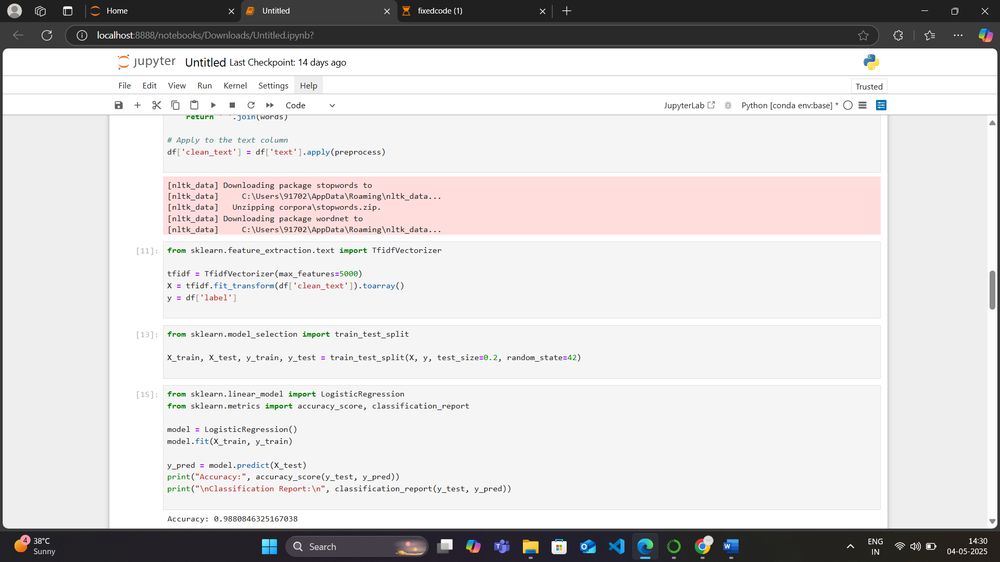 Home
Untitled
fixedcode (1)
localhost:8888/notebooks/Downloads/Untitled.ipynb?
jupyter Untitled Last Checkpoint: 14 days ago
File Edit View Run Kernel Settings Help
Trusted
Code
JupyterLab
Python [conda env:base] *
return ' '.join(words)
# Apply to the text column
df['clean_text'] = df['text'].apply(preprocess)
[nltk_data] Downloading package stopwords to
[nltk_data]     C:\Users\91702\AppData\Roaming\nltk_data...
[nltk_data]   Unzipping corpora\stopwords.zip.
[nltk_data] Downloading package wordnet to
[nltk_data]     C:\Users\91702\AppData\Roaming\nltk_data...
[11]:
from sklearn.feature_extraction.text import TfidfVectorizer
tfidf = TfidfVectorizer(max_features=5000)
X = tfidf.fit_transform(df['clean_text']).toarray()
y = df['label']
[13]:
from sklearn.model_selection import train_test_split
X_train, X_test, y_train, y_test = train_test_split(X, y, test_size=0.2, random_state=42)
[15]:
from sklearn.linear_model import LogisticRegression
from sklearn.metrics import accuracy_score, classification_report
model = LogisticRegression()
model.fit(X_train, y_train)
y_pred = model.predict(X_test)
print("Accuracy:", accuracy_score(y_test, y_pred))
print("\nClassification Report:\n", classification_report(y_test, y_pred))
Accuracy: 0.9880846325167038
4
38°C
Sunny
Search
ENG
IN
14:30
04-05-2025